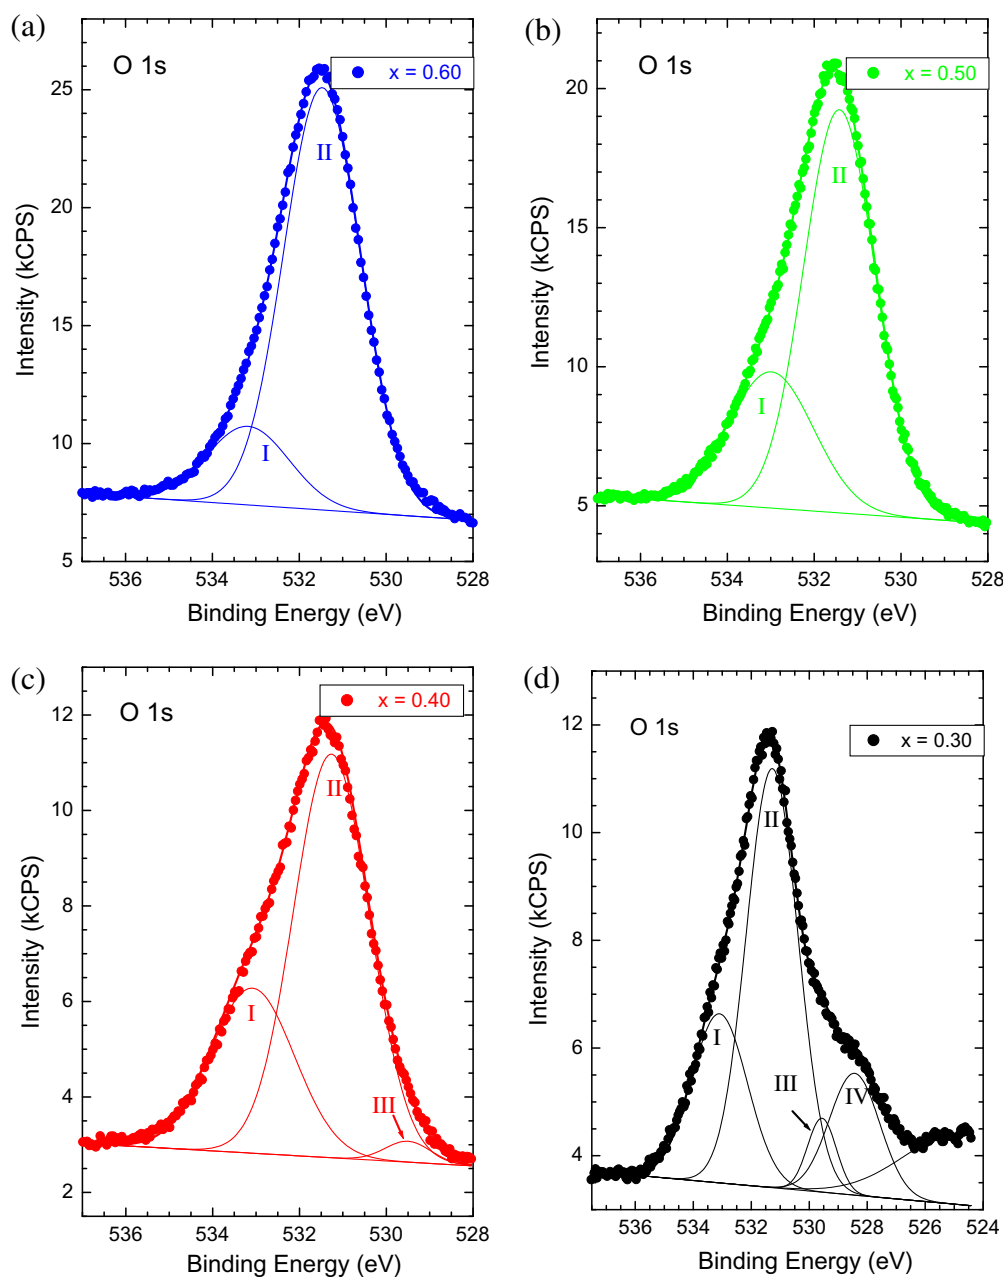 (a)
O 1s
x = 0.60
II
I
Intensity (kCPS)
25
20
15
10
5
536
534
532
530
528
Binding Energy (eV)
(b)
O 1s
x = 0.50
II
I
Intensity (kCPS)
20
15
10
5
536
534
532
530
528
Binding Energy (eV)
(c)
O 1s
x = 0.40
II
I
III
Intensity (kCPS)
12
10
8
6
4
2
536
534
532
530
528
Binding Energy (eV)
(d)
O 1s
x = 0.30
II
I
III
IV
Intensity (kCPS)
12
10
8
6
4
536
534
532
530
528
526
524
Binding Energy (eV)